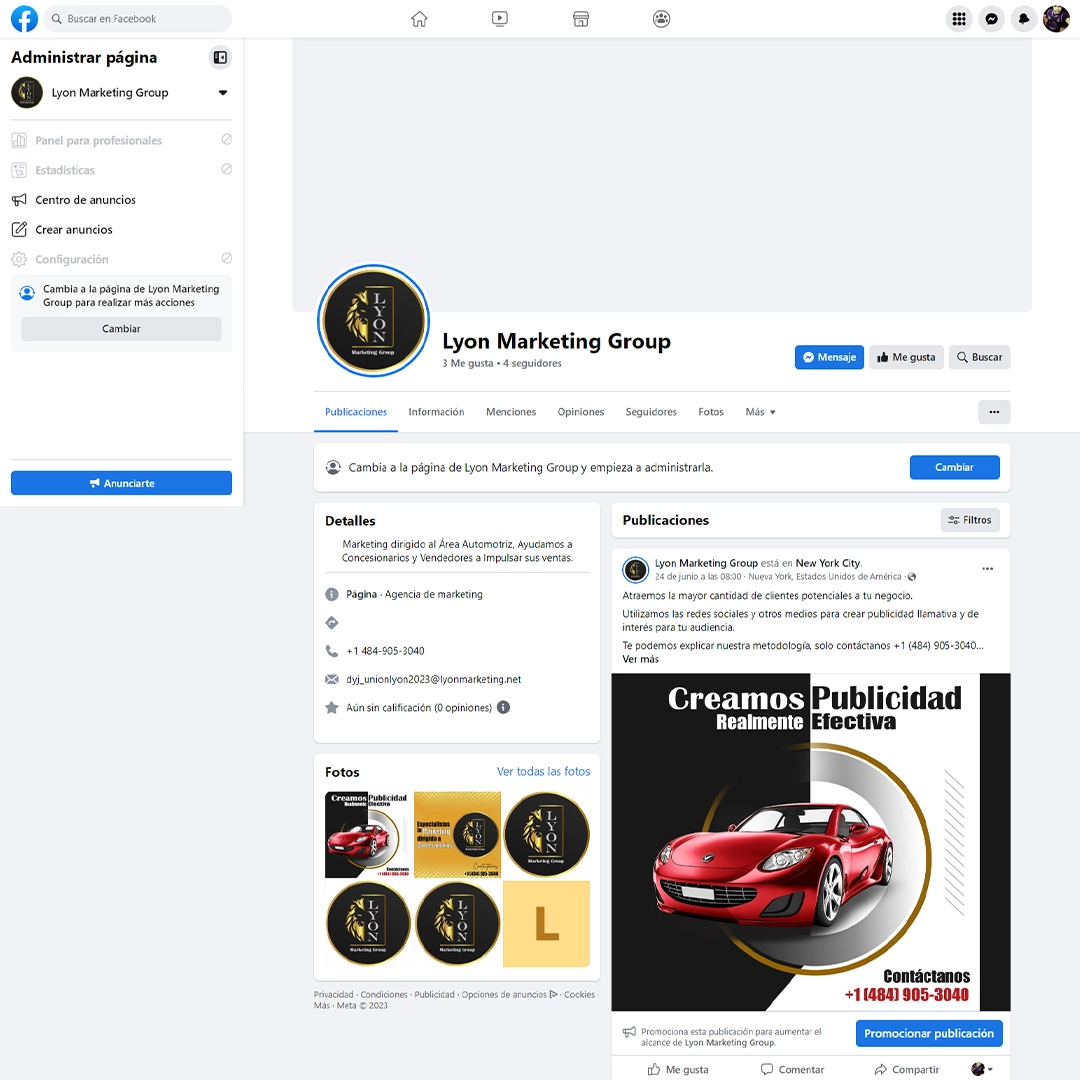 Buscar en Facebook
Administrar página
Lyon Marketing Group
Panel para profesionales
Estadísticas
Centro de anuncios
Crear anuncios
Configuración
Cambia a la página de Lyon Marketing
Group para realizar más acciones
Cambiar
Anunciarte
LYON
Marketing Group
Lyon Marketing Group
3 Me gusta • 4 seguidores
Mensaje
Me gusta
Buscar
Publicaciones
Información
Menciones
Opiniones
Seguidores
Fotos
Más
Cambia a la página de Lyon Marketing Group y empieza a administrarla.
Cambiar
Detalles
Marketing dirigido al Área Automotriz, Ayudamos a
Concesionarios y Vendedores a Impulsar sus ventas.
Página · Agencia de marketing
+1 484-905-3040
dyj_unionlyon2023@lyonmarketing.net
Aún sin calificación (0 opiniones)
Fotos
Ver todas las fotos
Creamos Publicidad
Realmente Efectiva
Contáctanos
+1 (484) 905-3040
Especialistas
En Marketing
dirigido a
Concesionarios
Contáctanos
+1 (484) 905-3040
LYON
Marketing Group
LYON
Marketing Group
LYON
Marketing Group
L
Privacidad · Condiciones · Publicidad · Opciones de anuncios · Cookies ·
Más · Meta © 2023
Publicaciones
Filtros
Lyon Marketing Group está en New York City.
24 de junio a las 08:00 · Nueva York, Estados Unidos de América ·
Atraemos la mayor cantidad de clientes potenciales a tu negocio.
Utilizamos las redes sociales y otros medios para crear publicidad llamativa y de
interés para tu audiencia.
Te podemos explicar nuestra metodología, solo contáctanos +1 (484) 905-3040...
Ver más
Creamos Publicidad
Realmente Efectiva
Contáctanos
+1 (484) 905-3040
Promociona esta publicación para aumentar el
alcance de Lyon Marketing Group.
Promocionar publicación
Me gusta
Comentar
Compartir